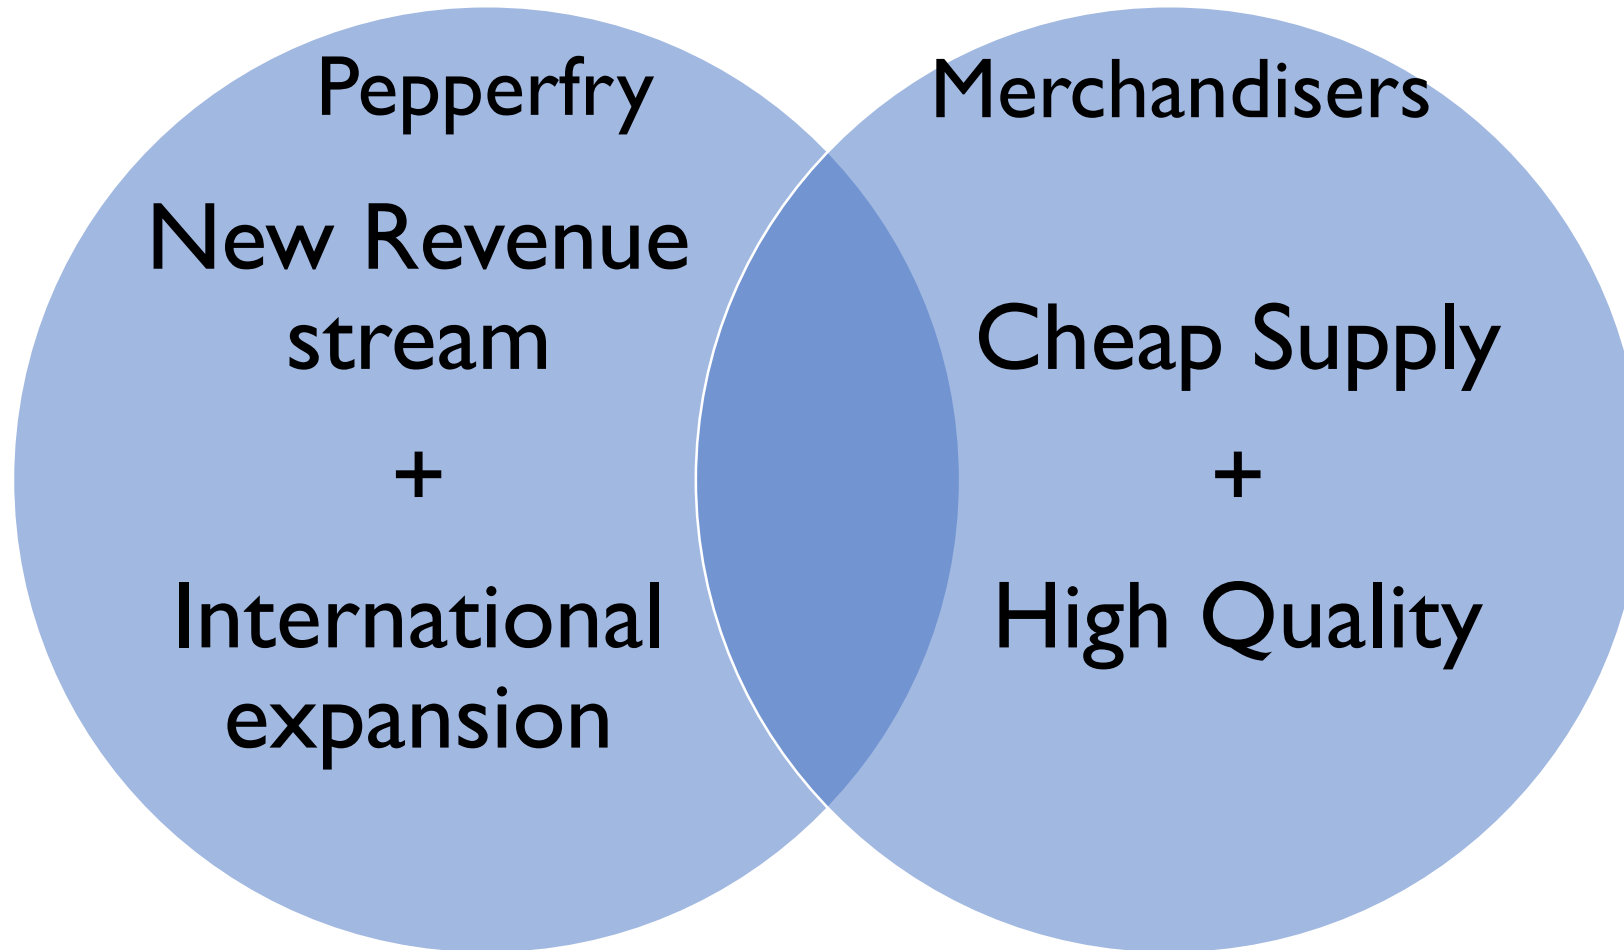 Pepperfry
New Revenue
stream
+
International
expansion
Merchandisers
Cheap Supply
+
High Quality